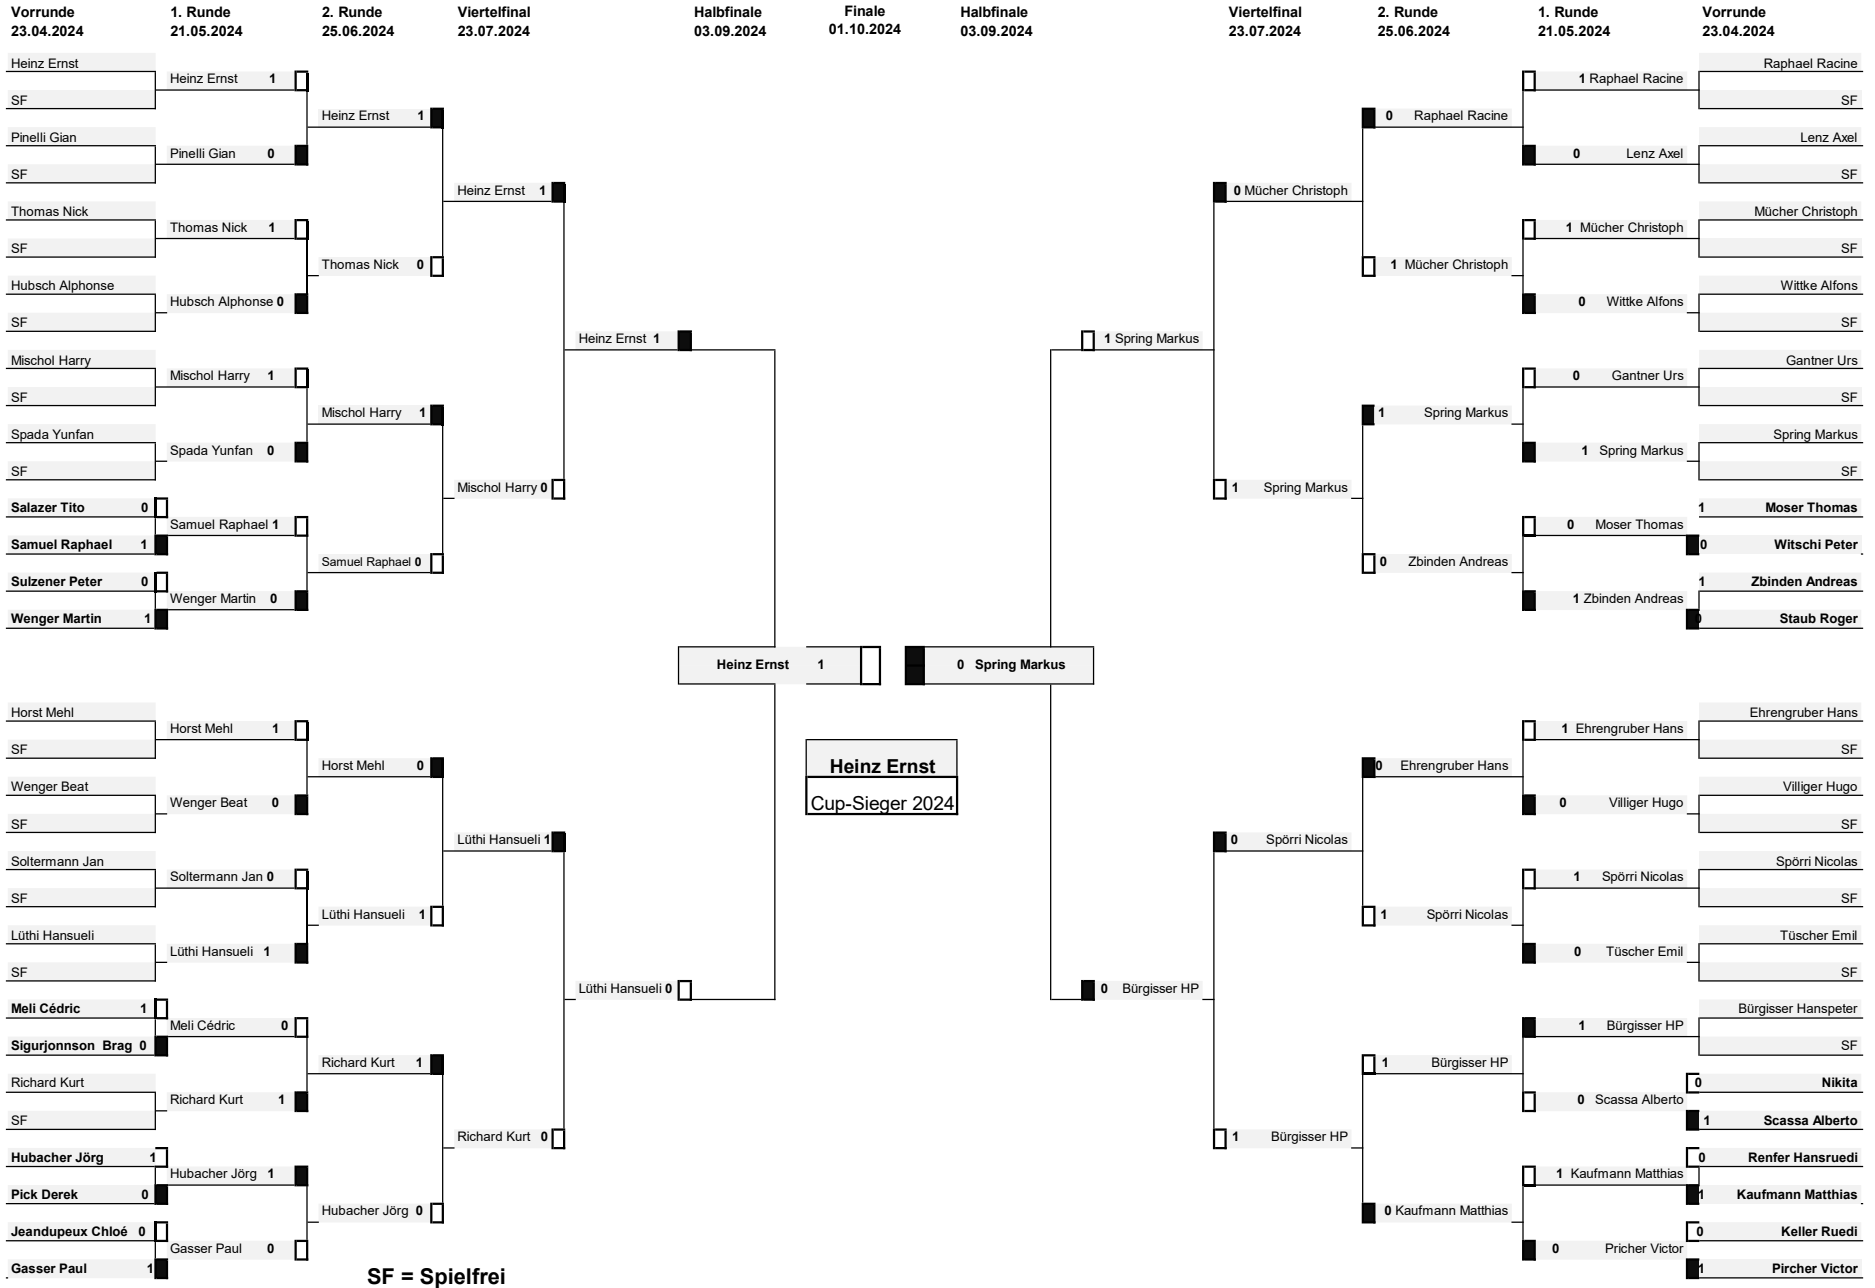 Vorrunde 1. Runde 2. Runde Viertelfinal Halbfinale Finale Halbfinale Viertelfinal 2. Runde 1. Runde Vorrunde
23.04.2024 21.05.2024 25.06.2024 23.07.2024 03.09.2024 01.10.2024 03.09.2024 23.07.2024 25.06.2024 21.05.2024 23.04.2024
Heinz Ernst Raphael Racine
Heinz Ernst 1 1 Raphael Racine
SF SF
Heinz Ernst 1 0 Raphael Racine
Pinelli Gian Lenz Axel
Pinelli Gian 0 0 Lenz Axel
SF SF
Heinz Ernst 1 0 Mücher Christoph
Thomas Nick Mücher Christoph
Thomas Nick 1 1 Mücher Christoph
SF SF
Thomas Nick 0 1 Mücher Christoph
Hubsch Alphonse Wittke Alfons
Hubsch Alphonse 0 0 Wittke Alfons
SF SF
Heinz Ernst 1 1 Spring Markus
Mischol Harry Gantner Urs
Mischol Harry 1 0 Gantner Urs
SF SF
Mischol Harry 1 1 Spring Markus
Spada Yunfan Spring Markus
Spada Yunfan 0 1 Spring Markus
SF SF
Mischol Harry 0 1 Spring Markus
Salazer Tito 0 1 Moser Thomas
Samuel Raphael 1 0 Moser Thomas
Samuel Raphael 1 0 Witschi Peter
Samuel Raphael 0 0 Zbinden Andreas
Sulzener Peter 0 1 Zbinden Andreas
Wenger Martin 0 1 Zbinden Andreas
Wenger Martin 1 Staub Roger
Heinz Ernst 1 0 Spring Markus
Horst Mehl Ehrengruber Hans
Horst Mehl 1 1 Ehrengruber Hans
SF SF
Horst Mehl 0 Heinz Ernst 0 Ehrengruber Hans
Wenger Beat Villiger Hugo
Wenger Beat 0 Cup-Sieger 2024 0 Villiger Hugo
SF SF
Lüthi Hansueli 1 0 Spörri Nicolas
Soltermann Jan Spörri Nicolas
Soltermann Jan 0 1 Spörri Nicolas
SF SF
Lüthi Hansueli 1 1 Spörri Nicolas
Lüthi Hansueli Tüscher Emil
Lüthi Hansueli 1 0 Tüscher Emil
SF SF
Lüthi Hansueli 0 0 Bürgisser HP
Meli Cédric 1 Bürgisser Hanspeter
Meli Cédric 0 1 Bürgisser HP
Sigurjonnson Brag 0 SF
Richard Kurt 1 1 Bürgisser HP
Richard Kurt 0 Nikita
Richard Kurt 1 0 Scassa Alberto
SF 1 Scassa Alberto
Richard Kurt 0 1 Bürgisser HP
Hubacher Jörg 1 0 Renfer Hansruedi
Hubacher Jörg 1 1 Kaufmann Matthias
Pick Derek 0 1 Kaufmann Matthias
Hubacher Jörg 0 0 Kaufmann Matthias
Jeandupeux Chloé 0 0 Keller Ruedi
Gasser Paul 0 0 Pricher Victor
Gasser Paul 1 1 Pircher Victor
SF = Spielfrei